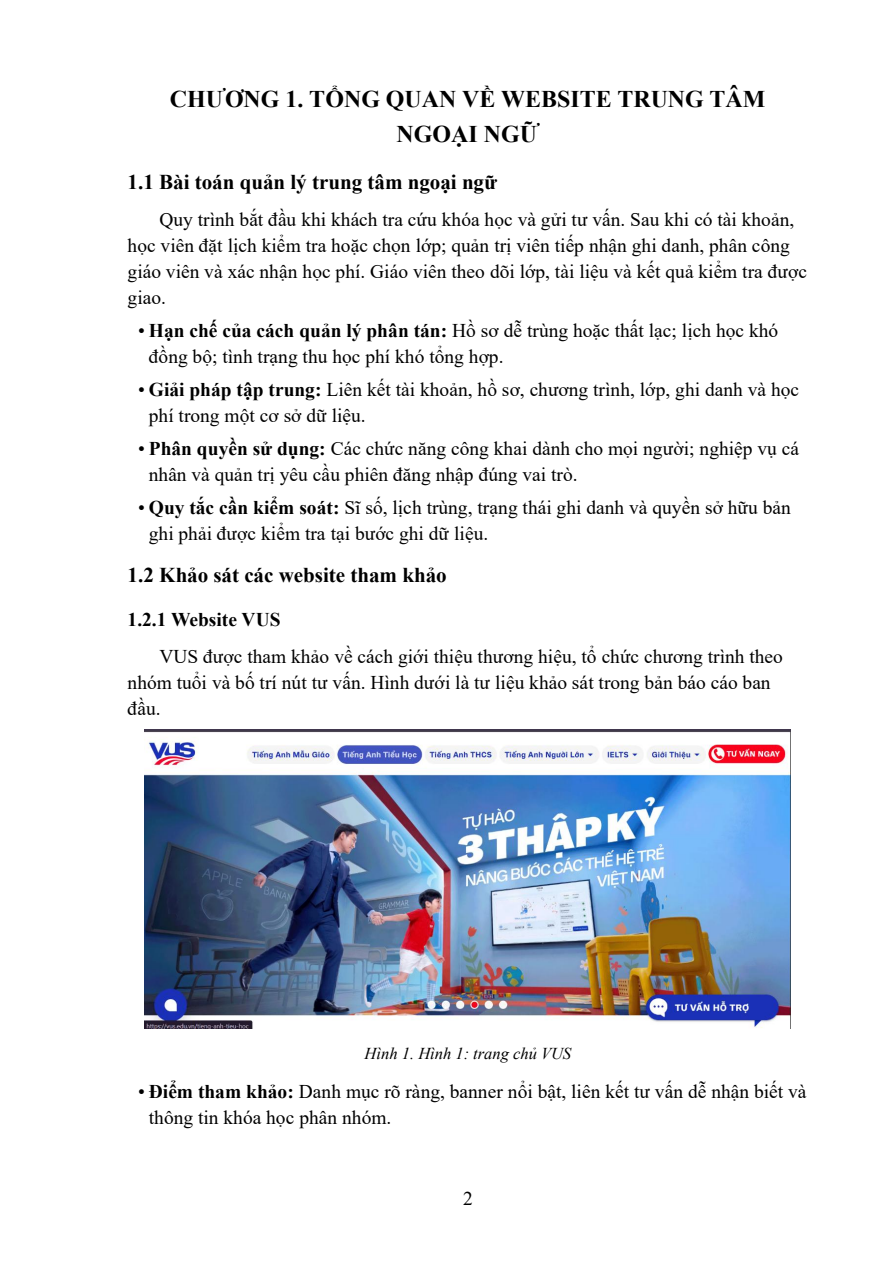 CHƯƠNG 1. TỔNG QUAN VỀ WEBSITE TRUNG TÂM
NGOẠI NGỮ
1.1 Bài toán quản lý trung tâm ngoại ngữ
Quy trình bắt đầu khi khách tra cứu khóa học và gửi tư vấn. Sau khi có tài khoản,
học viên đặt lịch kiểm tra hoặc chọn lớp; quản trị viên tiếp nhận ghi danh, phân công
giáo viên và xác nhận học phí. Giáo viên theo dõi lớp, tài liệu và kết quả kiểm tra được
giao.
• Hạn chế của cách quản lý phân tán: Hồ sơ dễ trùng hoặc thất lạc; lịch học khó
đồng bộ; tình trạng thu học phí khó tổng hợp.
• Giải pháp tập trung: Liên kết tài khoản, hồ sơ, chương trình, lớp, ghi danh và học
phí trong một cơ sở dữ liệu.
• Phân quyền sử dụng: Các chức năng công khai dành cho mọi người; nghiệp vụ cá
nhân và quản trị yêu cầu phiên đăng nhập đúng vai trò.
• Quy tắc cần kiểm soát: Sĩ số, lịch trùng, trạng thái ghi danh và quyền sở hữu bản
ghi phải được kiểm tra tại bước ghi dữ liệu.
1.2 Khảo sát các website tham khảo
1.2.1 Website VUS
VUS được tham khảo về cách giới thiệu thương hiệu, tổ chức chương trình theo
nhóm tuổi và bố trí nút tư vấn. Hình dưới là tư liệu khảo sát trong bản báo cáo ban
đầu.
VUS Tiếng Anh Mẫu Giáo Tiếng Anh Tiểu Học Tiếng Anh THCS Tiếng Anh Người Lớn IELTS Giới Thiệu TƯ VẤN NGAY
TỰ HÀO
3 THẬP KỶ
NÂNG BƯỚC CÁC THẾ HỆ TRẺ
VIỆT NAM
1997
APPLE
BANANA
GRAMMAR
TƯ VẤN HỖ TRỢ
https://vus.edu.vn/tieng-anh-tieu-hoc
Hình 1. Hình 1: trang chủ VUS
• Điểm tham khảo: Danh mục rõ ràng, banner nổi bật, liên kết tư vấn dễ nhận biết và
thông tin khóa học phân nhóm.
2